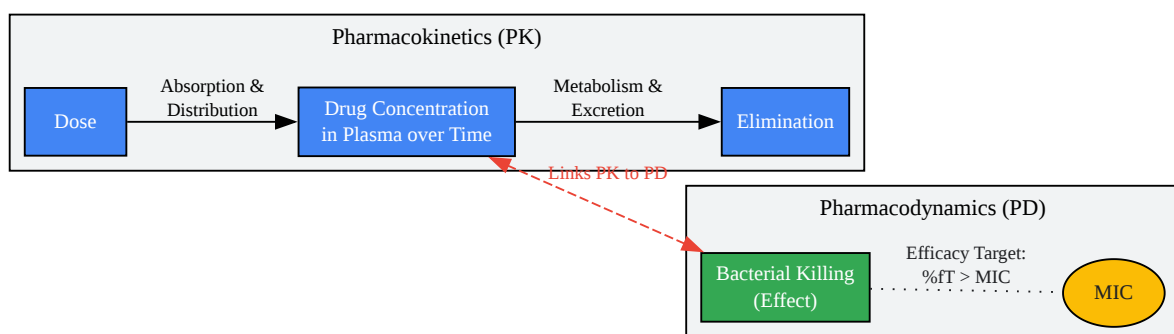 Pharmacokinetics (PK)
Dose
Absorption &
Distribution
Drug Concentration
in Plasma over Time
Metabolism &
Excretion
Elimination
Links PK to PD
Pharmacodynamics (PD)
Bacterial Killing
(Effect)
Efficacy Target:
%fT > MIC
MIC